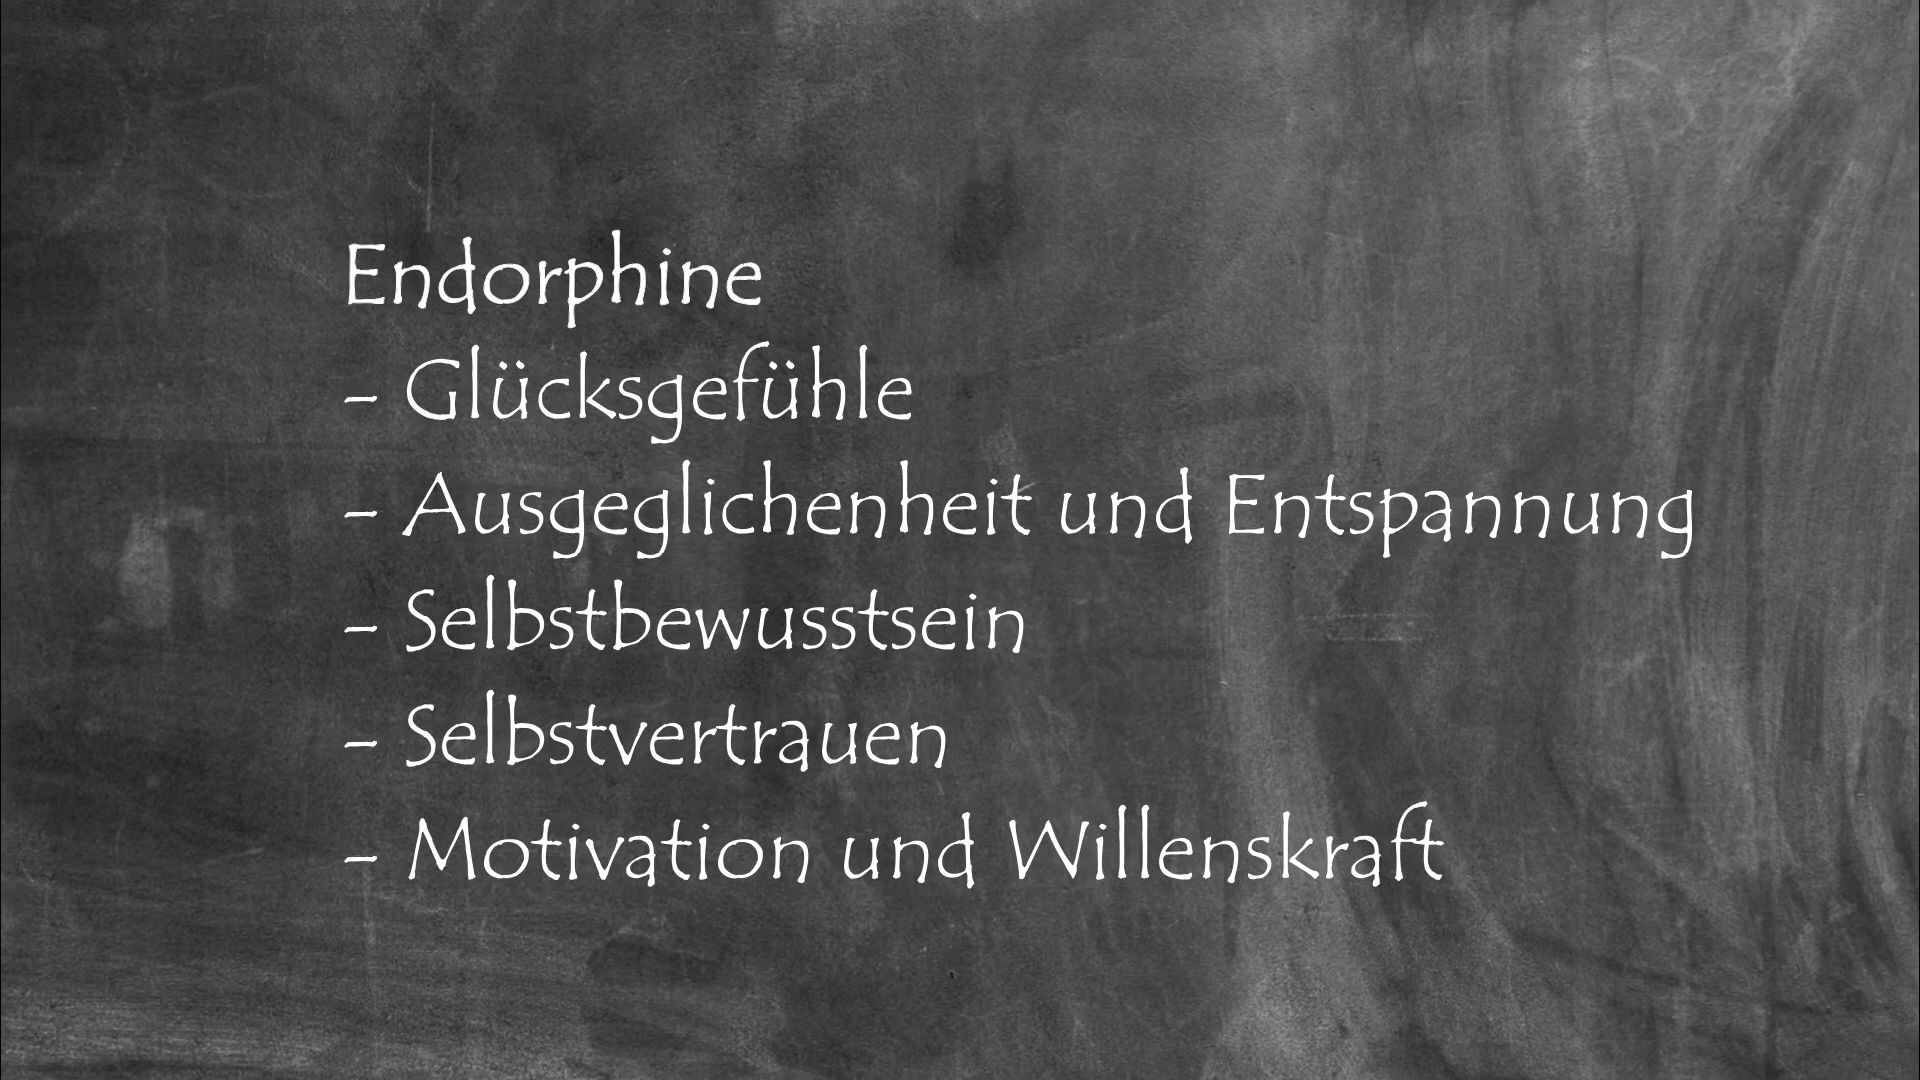 Endorphine
- Glücksgefühle
- Ausgeglichenheit und Entspannung
- Selbstbewusstsein
- Selbstvertrauen
- Motivation und Willenskraft